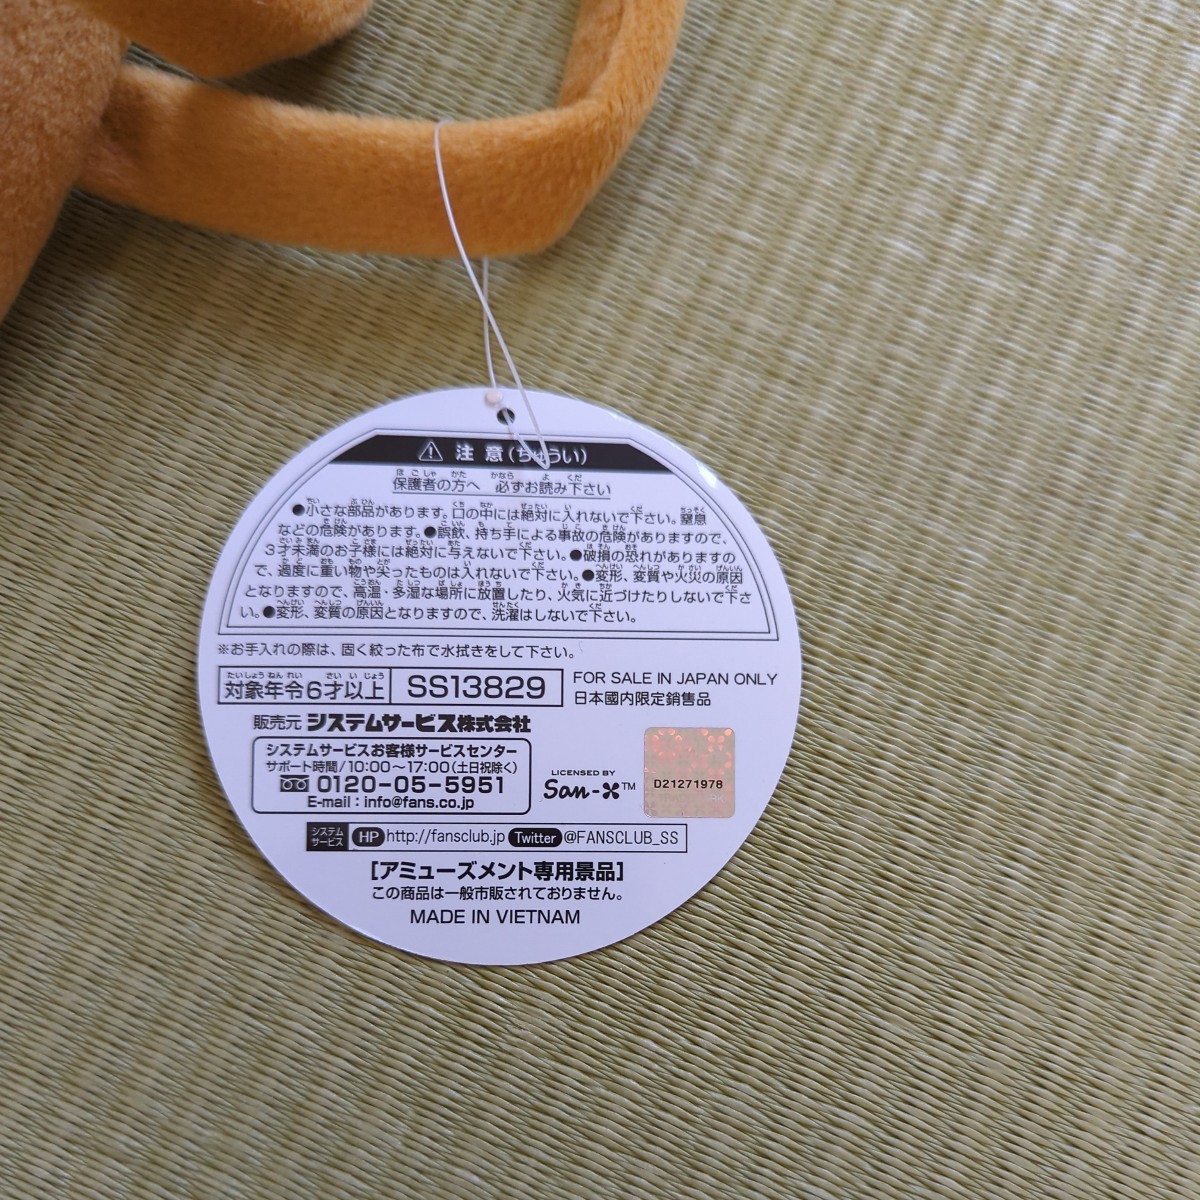 注意(ちゅうい)
保護者の方へ 必ずお読み下さい
●小さな部品があります。口の中には絶対に入れないで下さい。窒息
などの危険があります。●誤飲、持ち手による事故の危険がありますので、
3才未満のお子様には絶対に与えないで下さい。●破損の恐れがありますの
で、過度に重い物や尖ったものは入れないで下さい。●変形、変質や火災の原因
となりますので、高温・多湿な場所に放置したり、火気に近づけたりしないで下さ
い。●変形、変質の原因となりますので、洗濯はしないで下さい。
※お手入れの際は、固く絞った布で水拭きをして下さい。
対象年令6才以上 SS13829 FOR SALE IN JAPAN ONLY
日本國内限定銷售品
販売元 システムサービス株式会社
システムサービスお客様サービスセンター
サポート時間/10:00〜17:00(土日祝除く)
0120-05-5951
E-mail : info@fans.co.jp
LICENSED BY
San-X™
D21271978
システム
サービス
HP http://fansclub.jp Twitter @FANSCLUB_SS
[アミューズメント専用景品]
この商品は一般市販されておりません。
MADE IN VIETNAM